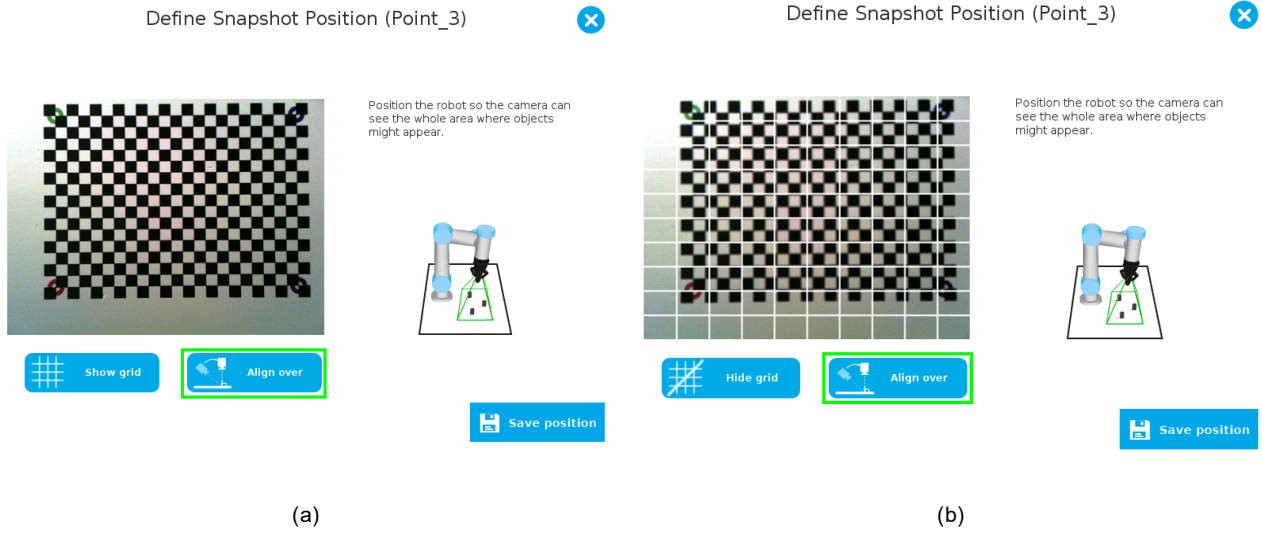 Define Snapshot Position (Point_3)
Position the robot so the camera can
see the whole area where objects
might appear.
Show grid
Align over
Save position
(a)
Define Snapshot Position (Point_3)
Position the robot so the camera can
see the whole area where objects
might appear.
Hide grid
Align over
Save position
(b)